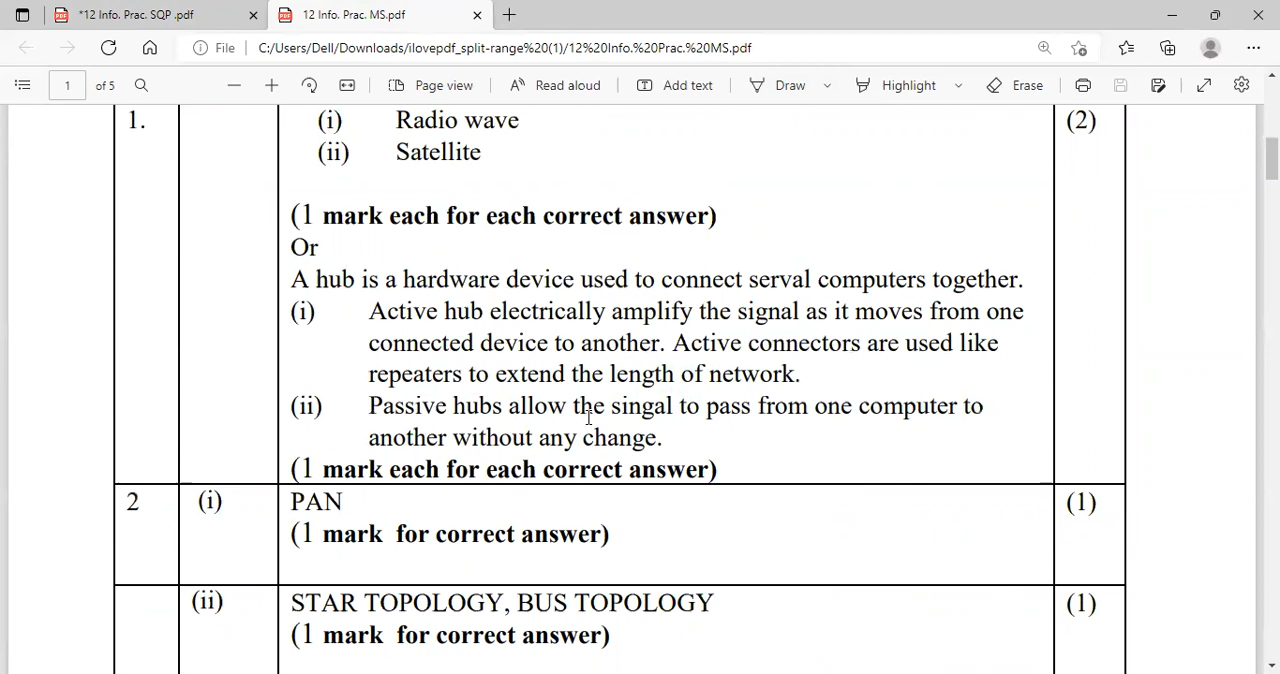 *12 Info. Prac. SQP .pdf
12 Info. Prac. MS.pdf
File
C:/Users/Dell/Downloads/ilovepdf_split-range%20(1)/12%20Info.%20Prac.%20MS.pdf
1 of 5
Page view
Read aloud
Add text
Draw
Highlight
Erase
1. (i) Radio wave (2)
(ii) Satellite
(1 mark each for each correct answer)
Or
A hub is a hardware device used to connect serval computers together.
(i) Active hub electrically amplify the signal as it moves from one
connected device to another. Active connectors are used like
repeaters to extend the length of network.
(ii) Passive hubs allow the singal to pass from one computer to
another without any change.
(1 mark each for each correct answer)
2 (i) PAN (1)
(1 mark for correct answer)
(ii) STAR TOPOLOGY, BUS TOPOLOGY (1)
(1 mark for correct answer)